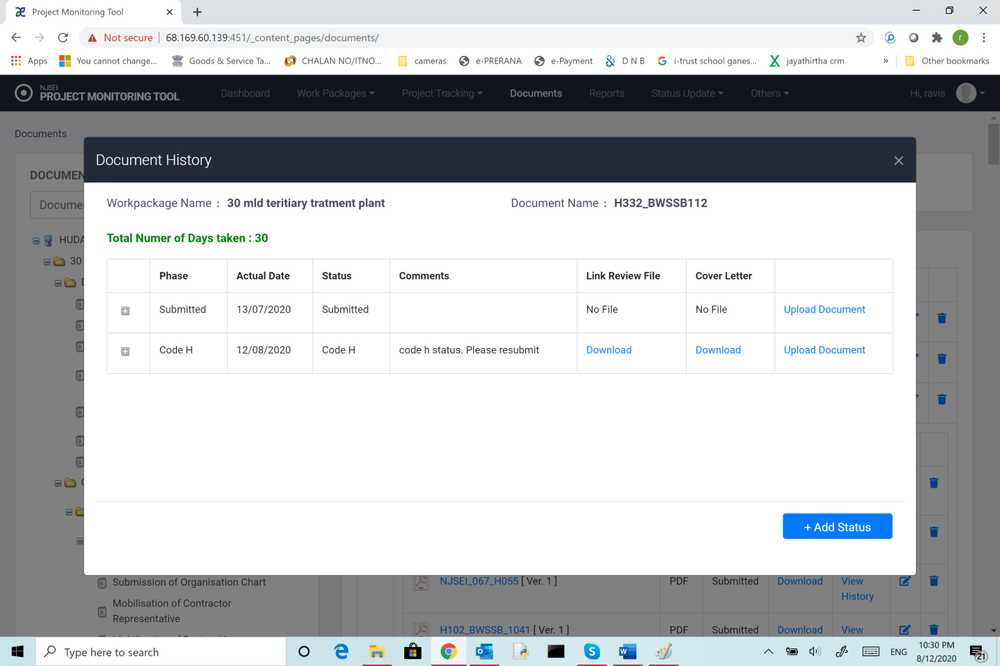 Project Monitoring Tool
Not secure
68.169.60.139:451/_content_pages/documents/
r
Apps
You cannot change...
Goods & Service Ta...
CHALAN NO/ITNO...
cameras
e-PRERANA
e-Payment
D N B
i-trust school ganes...
jayathirtha crm
»
Other bookmarks
NJSEI
PROJECT MONITORING TOOL
Dashboard
Work Packages
Project Tracking
Documents
Reports
Status Update
Others
Hi, ravis
Documents
Document History
Workpackage Name : 30 mld teritiary tratment plant
Document Name : H332_BWSSB112
Total Numer of Days taken : 30
Phase Actual Date Status Comments Link Review File Cover Letter
Submitted 13/07/2020 Submitted No File No File Upload Document
Code H 12/08/2020 Code H code h status. Please resubmit Download Download Upload Document
30
+ Add Status
Submission of Organisation Chart
Mobilisation of Contractor
Representative
NJSEI_067_H055 [ Ver. 1 ] PDF Submitted Download View
History
H102_BWSSB_1041 [ Ver. 1 ] PDF Submitted Download View
Type here to search
ENG
10:30 PM
8/12/2020
21